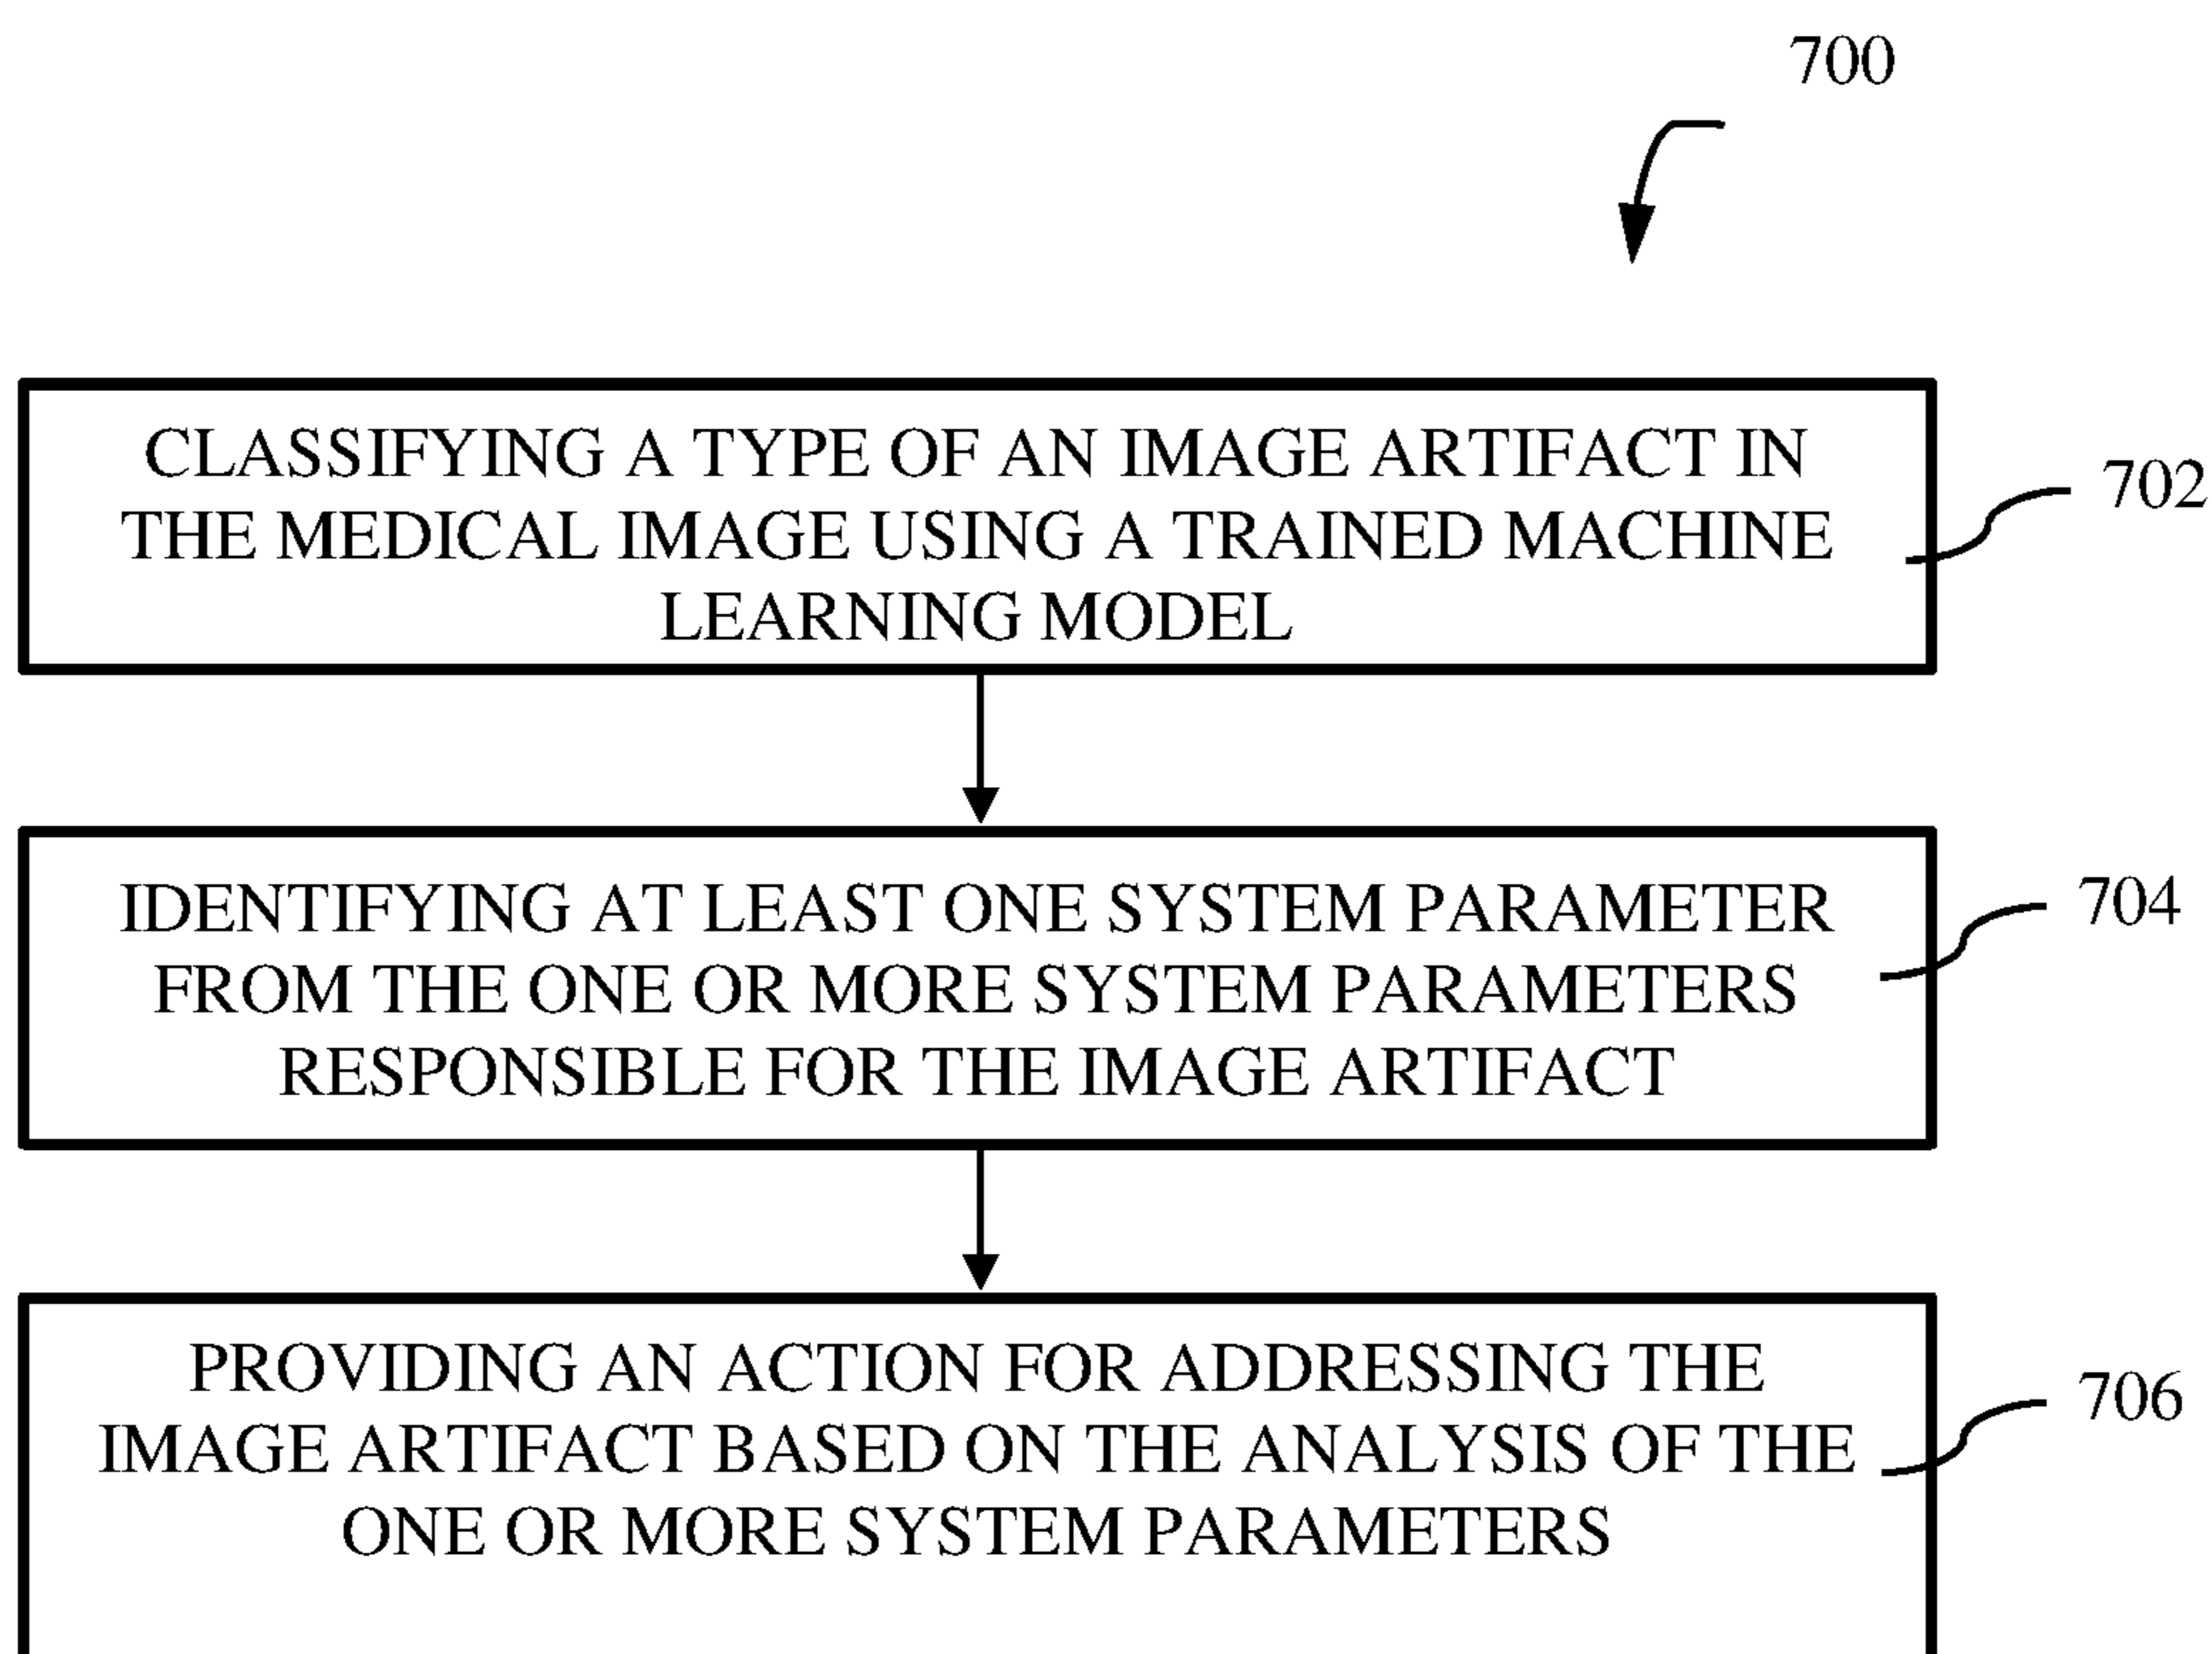 700
CLASSIFYING A TYPE OF AN IMAGE ARTIFACT IN
THE MEDICAL IMAGE USING A TRAINED MACHINE
LEARNING MODEL
702
IDENTIFYING AT LEAST ONE SYSTEM PARAMETER
FROM THE ONE OR MORE SYSTEM PARAMETERS
RESPONSIBLE FOR THE IMAGE ARTIFACT
704
PROVIDING AN ACTION FOR ADDRESSING THE
IMAGE ARTIFACT BASED ON THE ANALYSIS OF THE
ONE OR MORE SYSTEM PARAMETERS
706